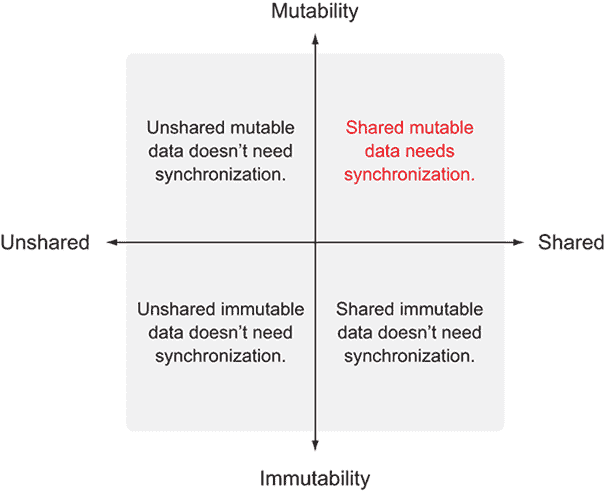 Mutability
Unshared mutable
data doesn’t need
synchronization.
Shared mutable
data needs
synchronization.
Unshared
Shared
Unshared immutable
data doesn’t need
synchronization.
Shared immutable
data doesn’t need
synchronization.
Immutability